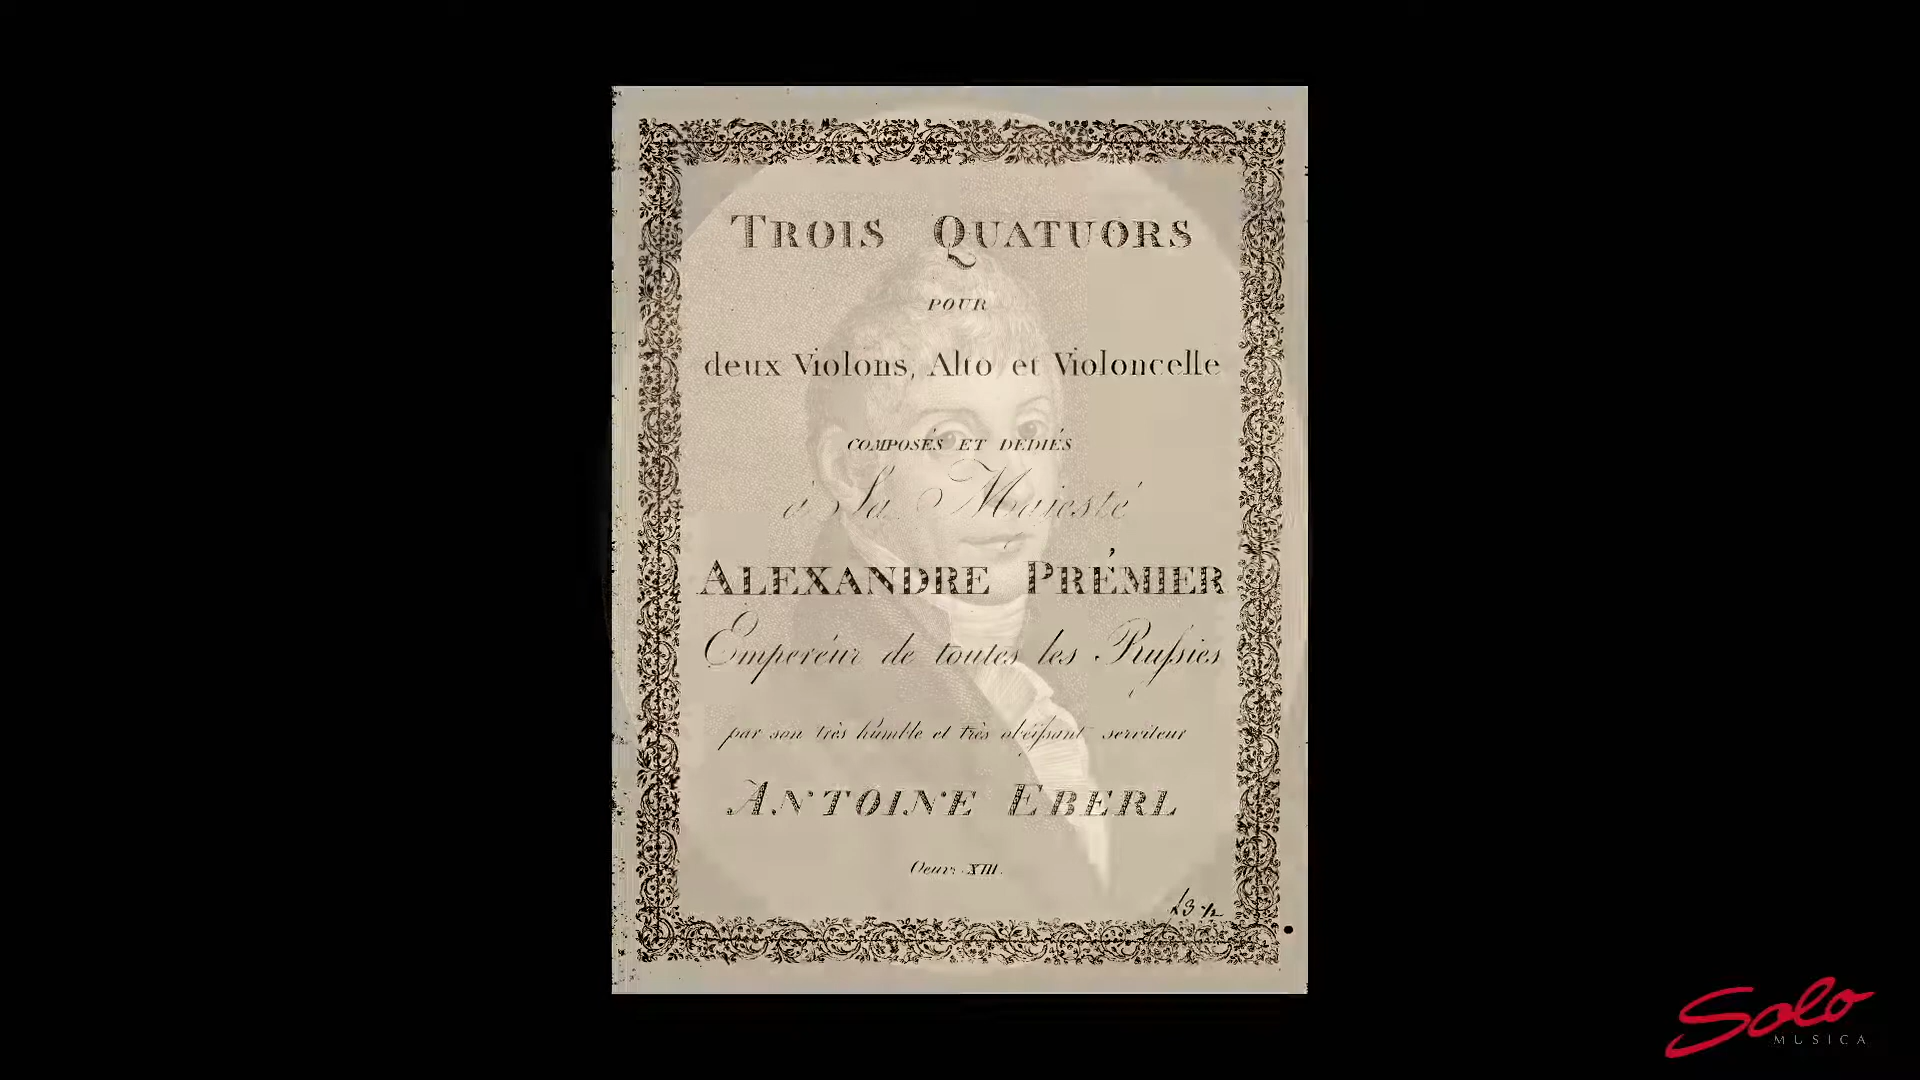 TROIS QUATUORS
POUR
deux Violons, Alto et Violoncelle
COMPOSÉS ET DEDIÉS
à Sa Majesté
ALEXANDRE PRÉMIER
Emperéur de toutes les Rußies
par son très humble et très obéißant serviteur
ANTOINE EBERL
Oeuv: XIII.
Solo
MUSICA